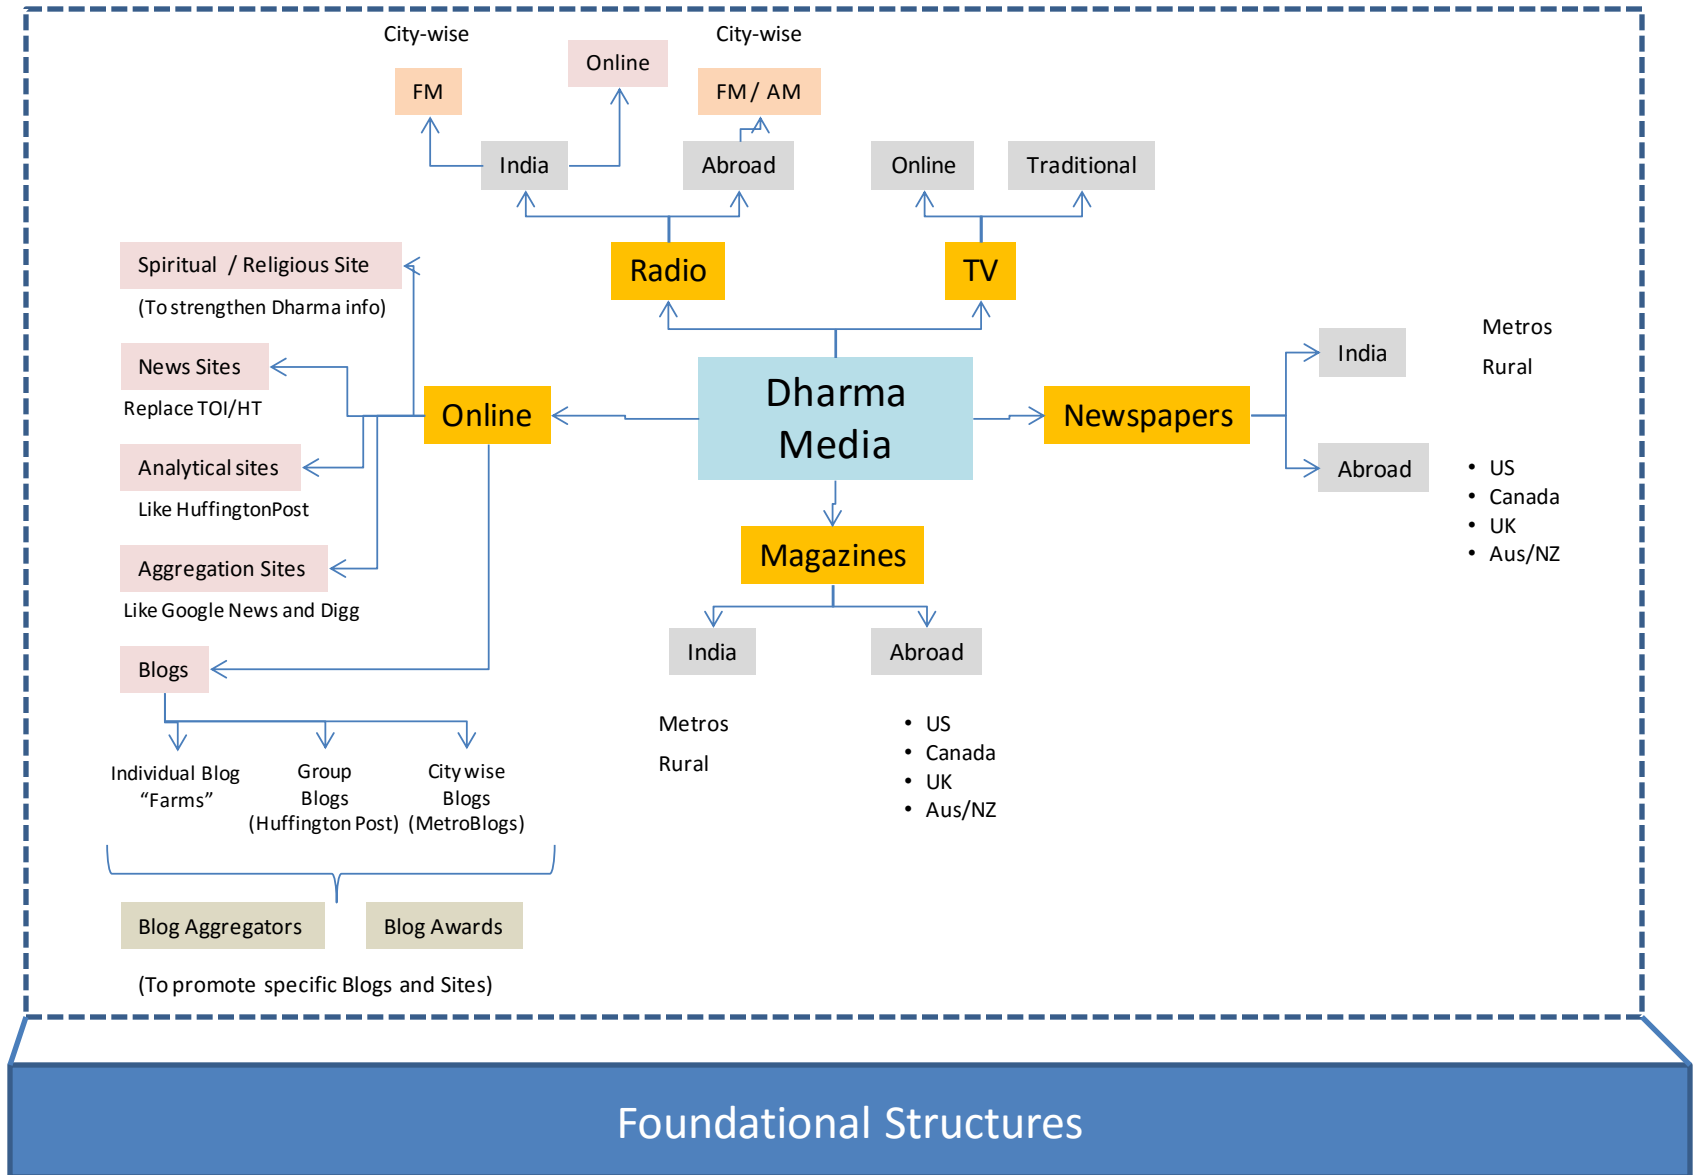 City-wise
City-wise
Online
FM
FM / AM
India
Abroad
Online
Traditional
Radio
TV
Spiritual / Religious Site
(To strengthen Dharma info)
News Sites
Replace TOI/HT
Analytical sites
Like HuffingtonPost
Aggregation Sites
Like Google News and Digg
Blogs
Online
Dharma
Media
Newspapers
India
Metros
Rural
Abroad
• US
• Canada
• UK
• Aus/NZ
Magazines
India
Abroad
Metros
Rural
• US
• Canada
• UK
• Aus/NZ
Individual Blog
“Farms”
Group
Blogs
(Huffington Post)
City wise
Blogs
(MetroBlogs)
Blog Aggregators
Blog Awards
(To promote specific Blogs and Sites)
Foundational Structures